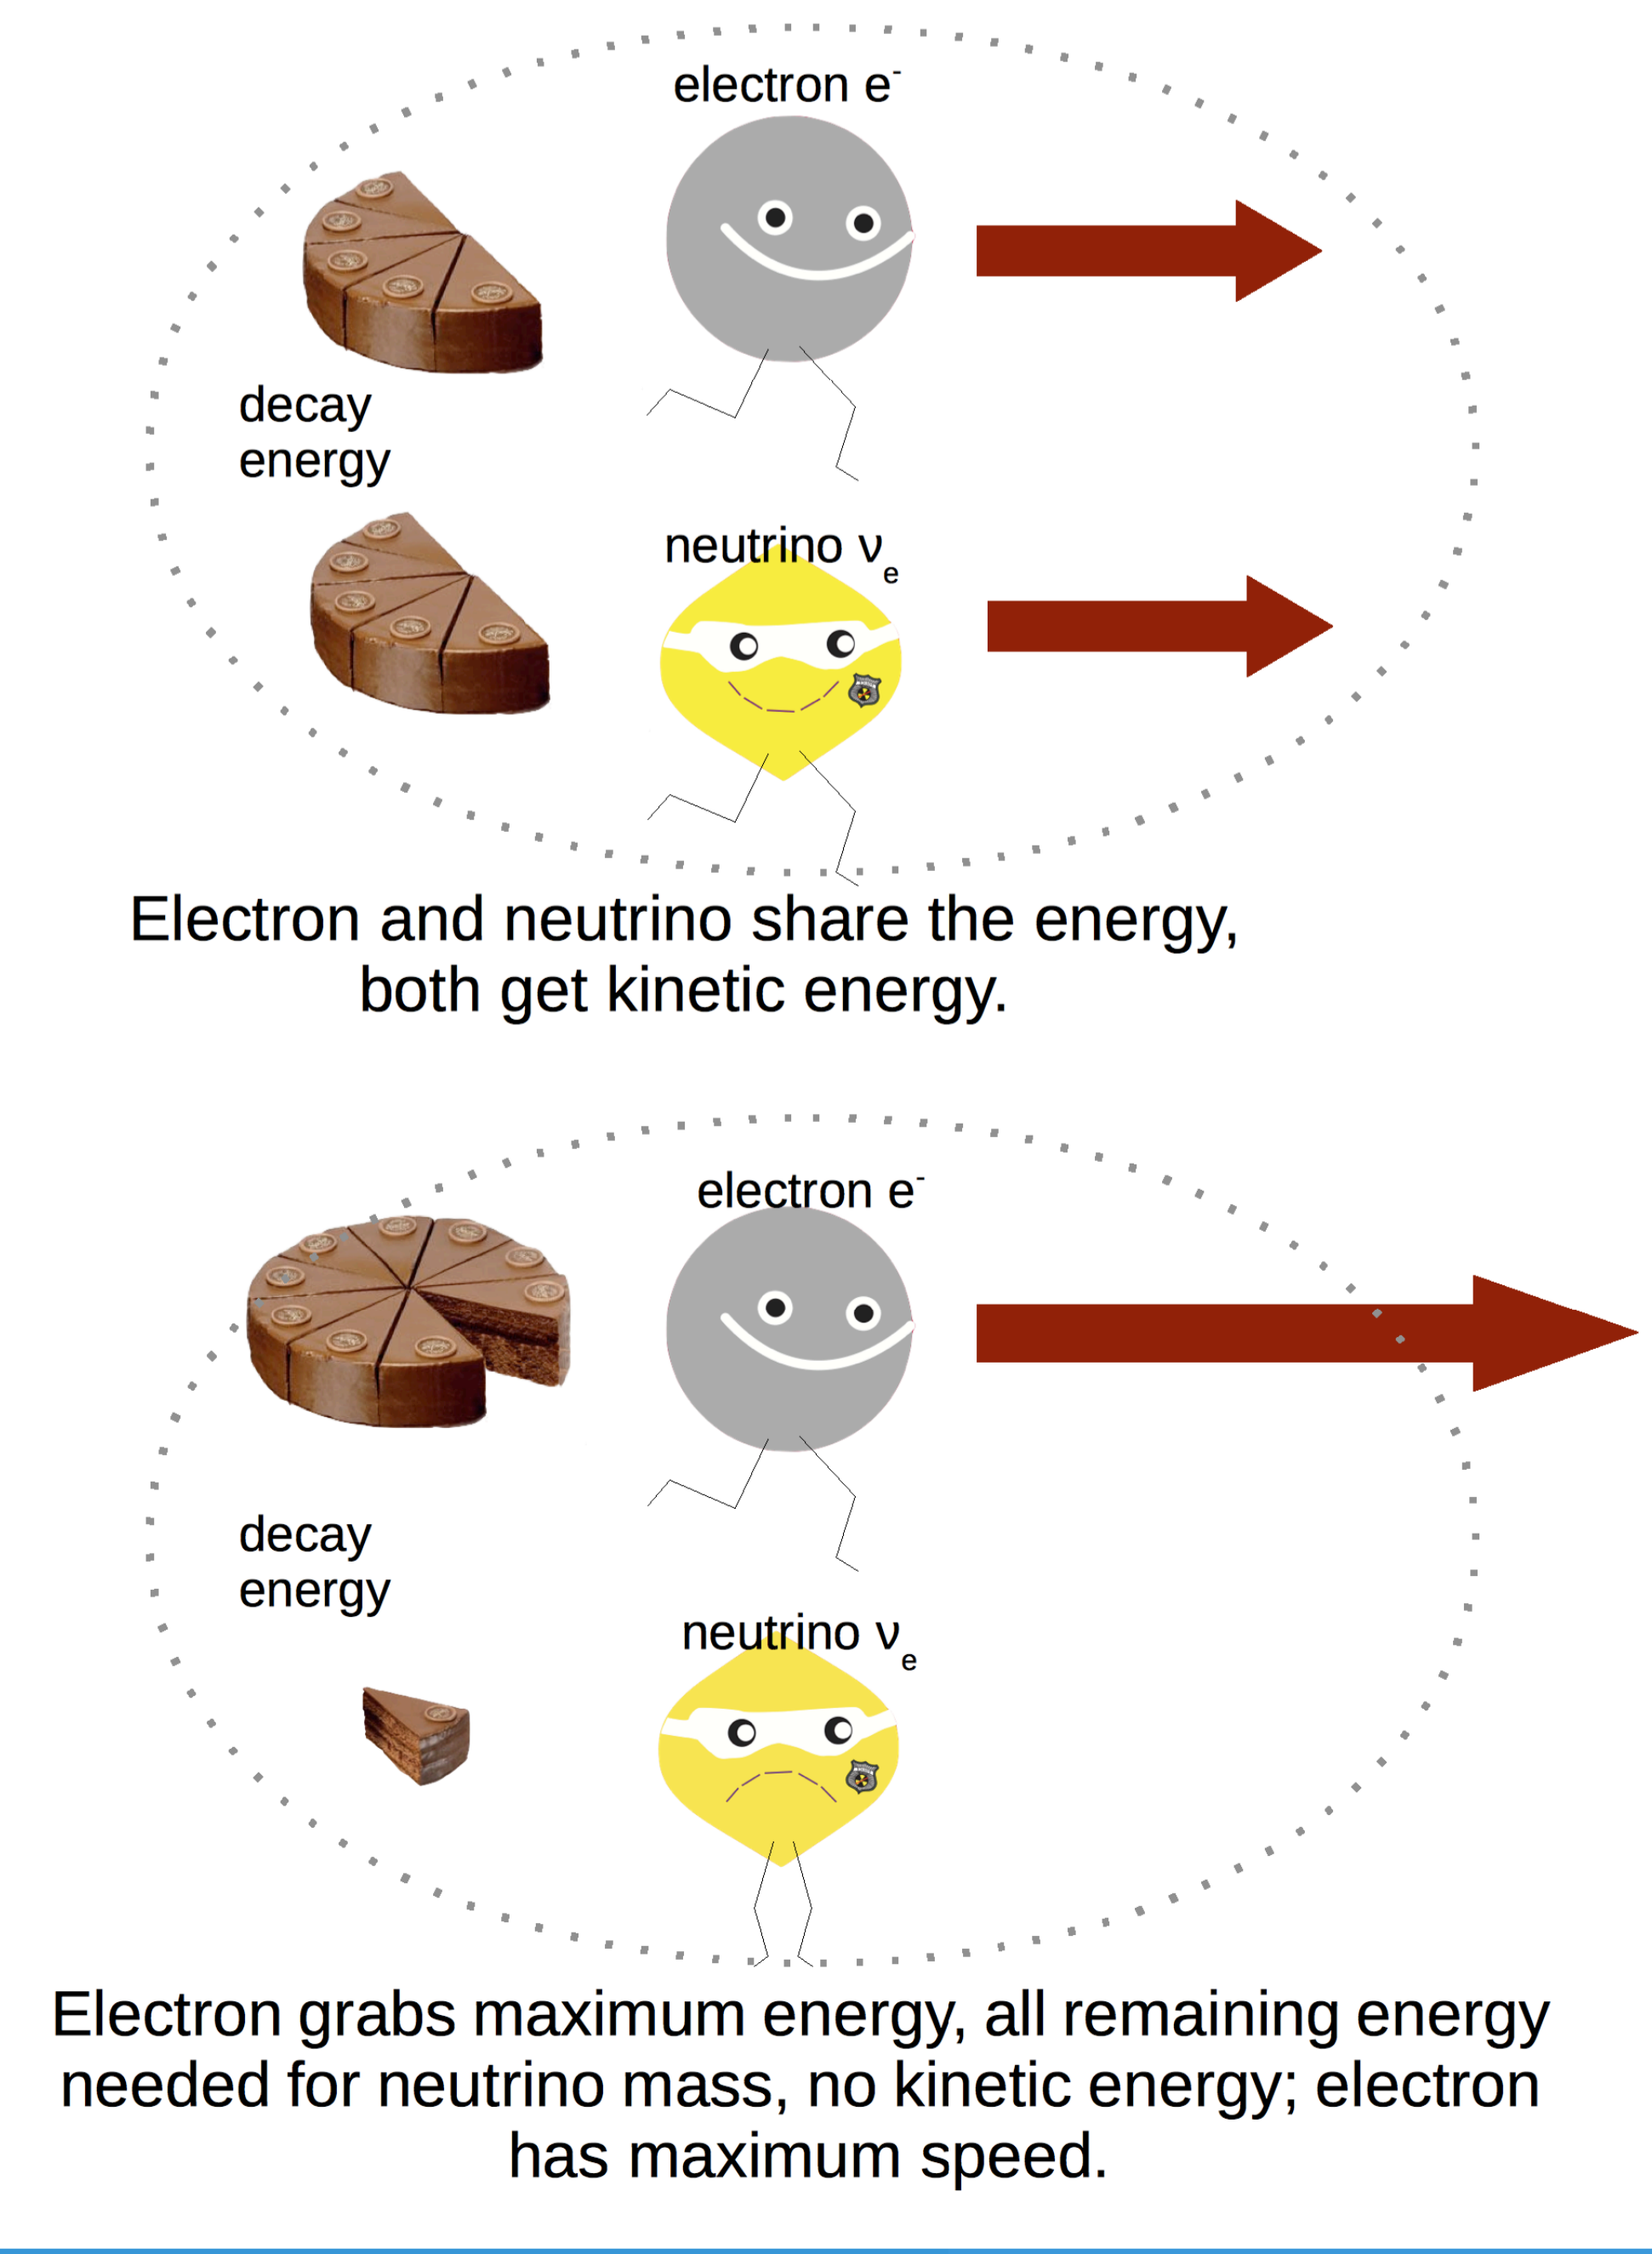 electron e⁻
decay
energy
neutrino νₑ
Electron and neutrino share the energy,
both get kinetic energy.
electron e⁻
decay
energy
neutrino νₑ
Electron grabs maximum energy, all remaining energy
needed for neutrino mass, no kinetic energy; electron
has maximum speed.